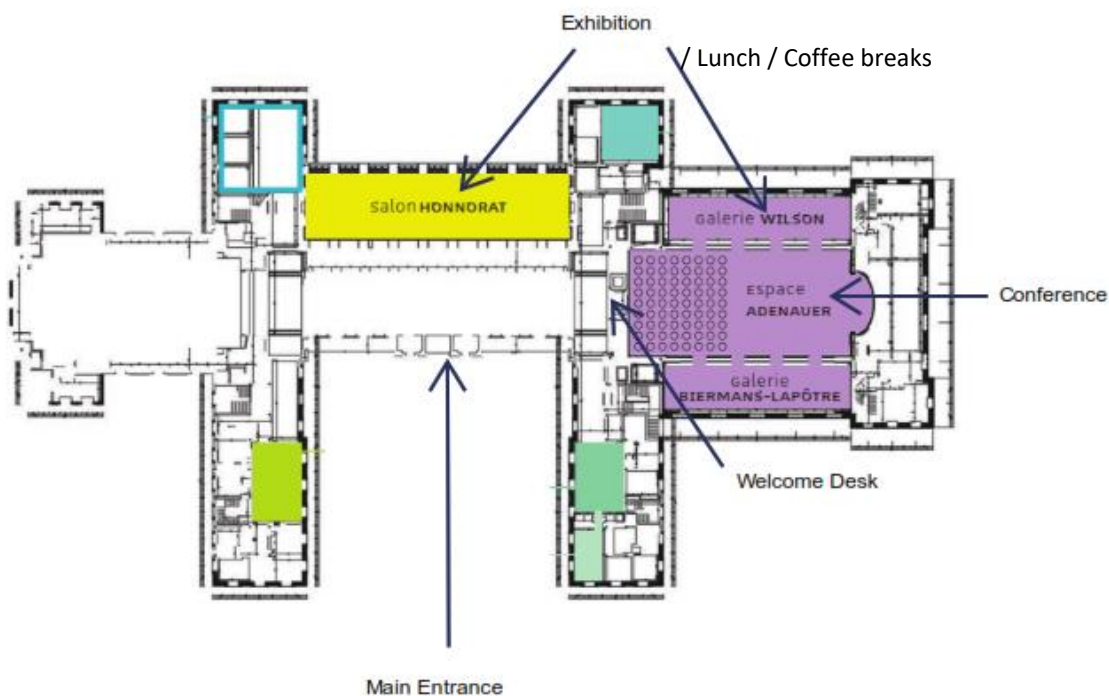 Exhibition
/ Lunch / Coffee breaks
salon HONNORAT
Galerie WILSON
Espace
ADENAUER
Conference
Galerie
BIERMANS-LAPÔTRE
Welcome Desk
Main Entrance